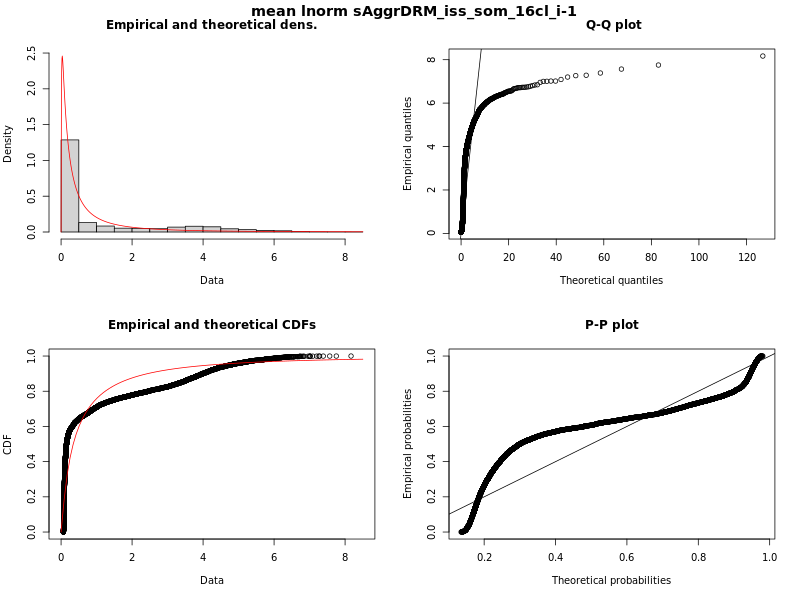 mean lnorm sAggrDRM_iss_som_16cl_i-1
Empirical and theoretical dens.
Density
0.0 0.5 1.0 1.5 2.0 2.5
0 2 4 6 8
Data
Q-Q plot
Empirical quantiles
0 2 4 6 8
0 20 40 60 80 100 120
Theoretical quantiles
Empirical and theoretical CDFs
CDF
0.0 0.2 0.4 0.6 0.8 1.0
0 2 4 6 8
Data
P-P plot
Empirical probabilities
0.0 0.2 0.4 0.6 0.8 1.0
0.2 0.4 0.6 0.8 1.0
Theoretical probabilities